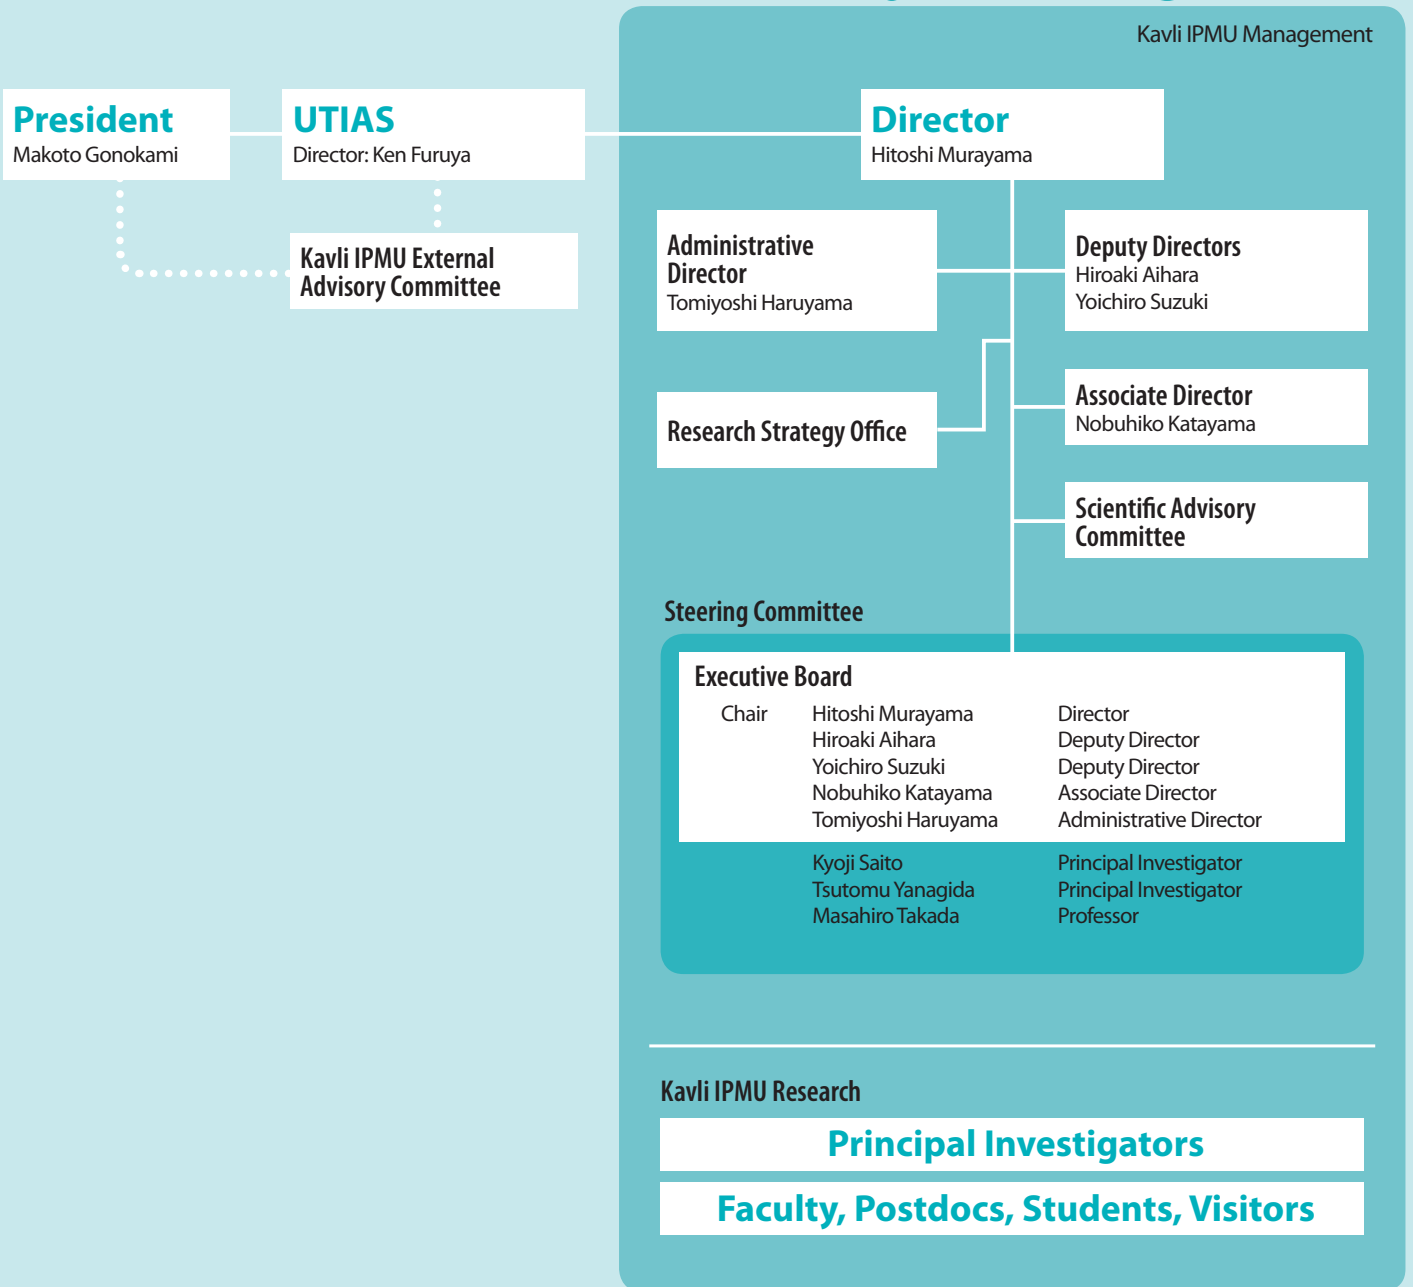 Kavli IPMU Management
President
Makoto Gonokami
UTIAS
Director: Ken Furuya
Director
Hitoshi Murayama
Kavli IPMU External
Advisory Committee
Administrative
Director
Tomiyoshi Haruyama
Deputy Directors
Hiroaki Aihara
Yoichiro Suzuki
Research Strategy Office
Associate Director
Nobuhiko Katayama
Scientific Advisory
Committee
Steering Committee
Executive Board
Chair Hitoshi Murayama Director
Hiroaki Aihara Deputy Director
Yoichiro Suzuki Deputy Director
Nobuhiko Katayama Associate Director
Tomiyoshi Haruyama Administrative Director
Kyoji Saito Principal Investigator
Tsutomu Yanagida Principal Investigator
Masahiro Takada Professor
Kavli IPMU Research
Principal Investigators
Faculty, Postdocs, Students, Visitors